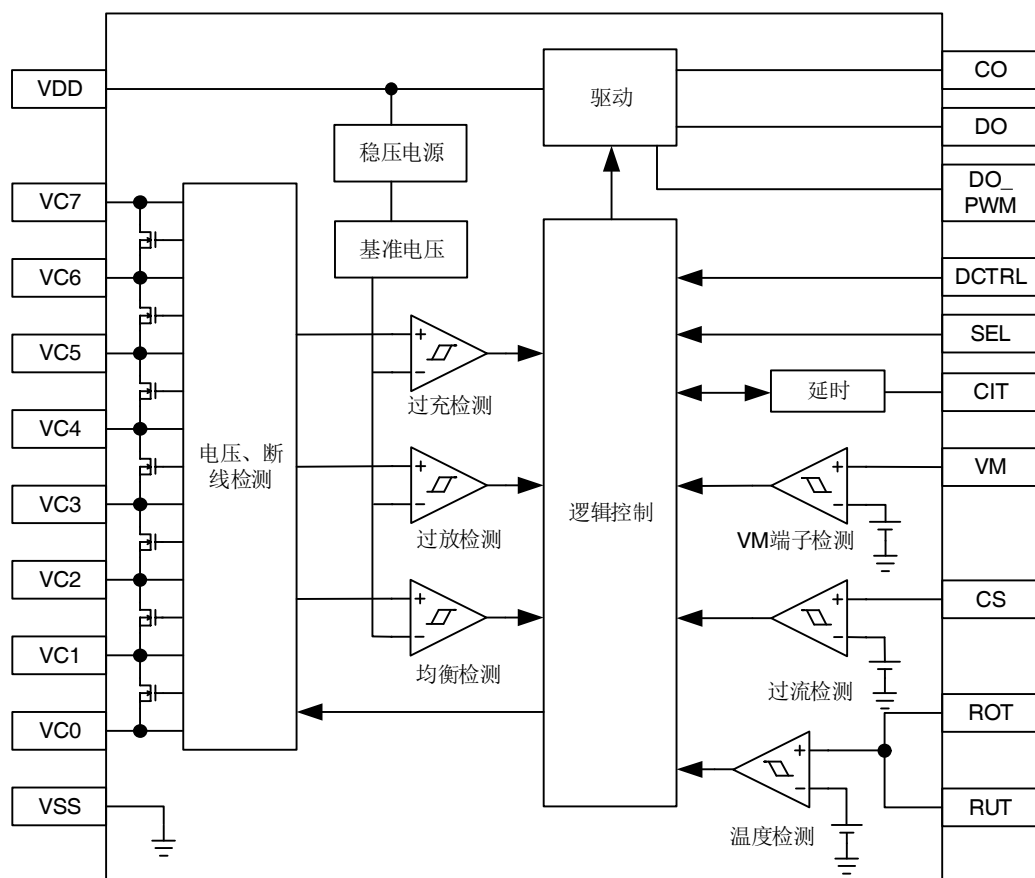 VDD
VC7
VC6
VC5
VC4
VC3
VC2
VC1
VC0
VSS
稳压电源
基准电压
电压、断
线检测
+
−
过充检测
+
−
过放检测
+
−
均衡检测
驱动
逻辑控制
延时
+
−
VM端子检测
+
−
过流检测
+
−
温度检测
CO
DO
DO_
PWM
DCTRL
SEL
CIT
VM
CS
ROT
RUT